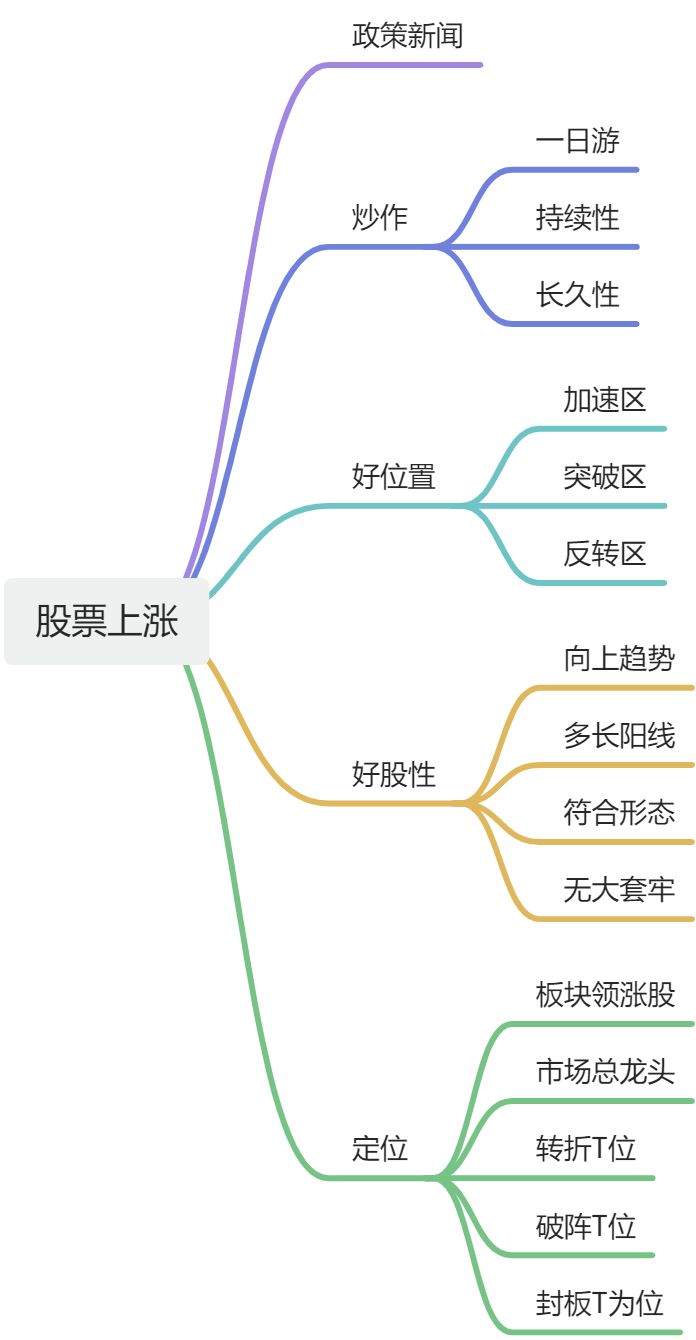 政策新闻
一日游
炒作
持续性
长久性
加速区
好位置
突破区
反转区
股票上涨
向上趋势
多长阳线
好股性
符合形态
无大套牢
板块领涨股
市场总龙头
定位
转折T位
破阵T位
封板T为位